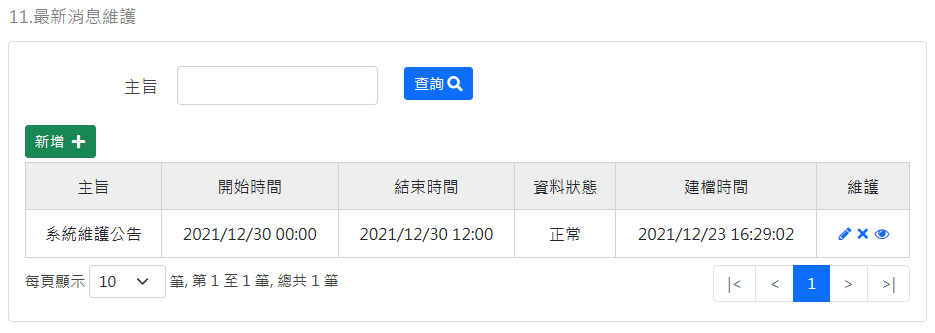 11.最新消息維護
主旨 查詢
新增
主旨 開始時間 結束時間 資料狀態 建檔時間 維護
系統維護公告 2021/12/30 00:00 2021/12/30 12:00 正常 2021/12/23 16:29:02
每頁顯示 10 筆, 第 1 至 1 筆, 總共 1 筆 |< < 1 > >|